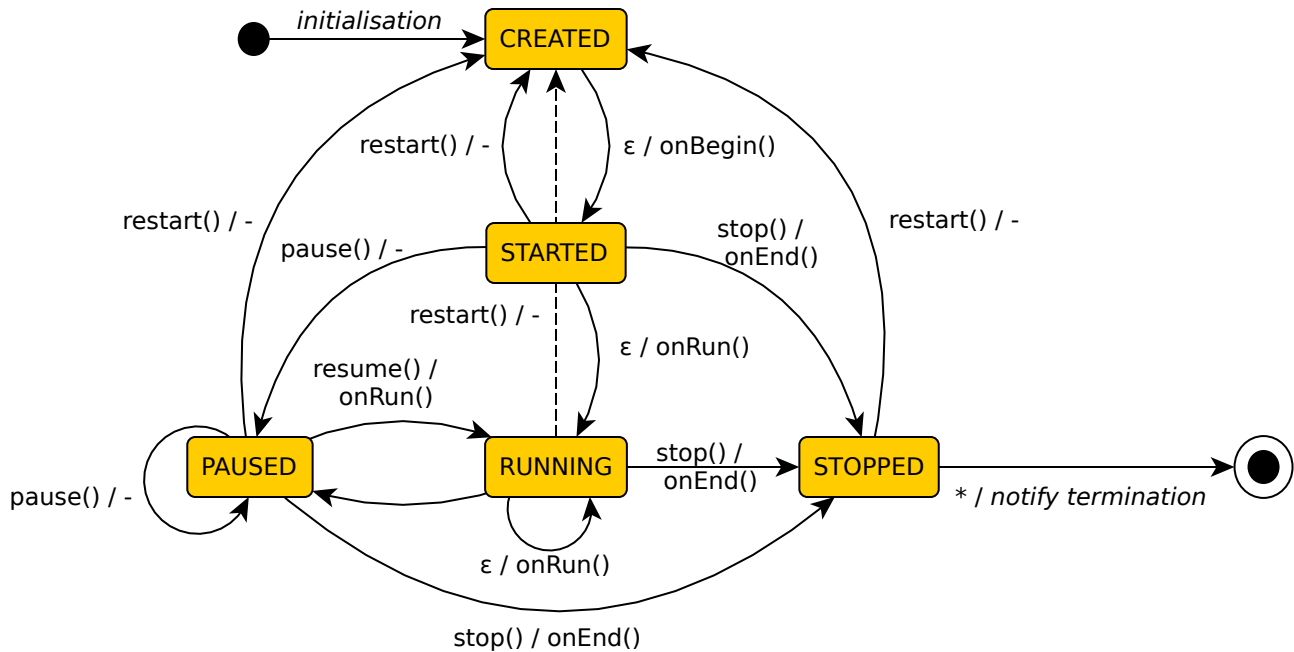 initialisation
CREATED
restart() / -
ε / onBegin()
restart() / -
restart() / -
pause() / -
STARTED
stop() /
onEnd()
restart() / -
ε / onRun()
resume() /
onRun()
PAUSED
RUNNING
stop() /
onEnd()
STOPPED
pause() / -
* / notify termination
ε / onRun()
stop() / onEnd()